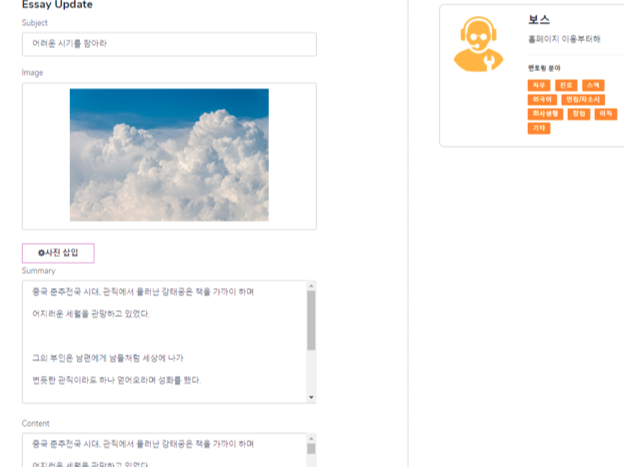 Essay Update
Subject
어려운 시기를 참아라
Image
사진 삽입
Summary
중국 춘추전국 시대, 관직에서 물러난 강태공은 책을 가까이 하며
어지러운 세월을 관망하고 있었다.
그의 부인은 남편에게 남들처럼 세상에 나가
번듯한 관직이라도 하나 얻어오라며 성화를 했다.
Content
중국 춘추전국 시대, 관직에서 물러난 강태공은 책을 가까이 하며
어지러운 세월을 관망하고 있었다.
보스
홈페이지 이용부터해
멘토링 분야
직무 진로 스펙
외국어 면접/자소서
회사생활 창업 이직
기타